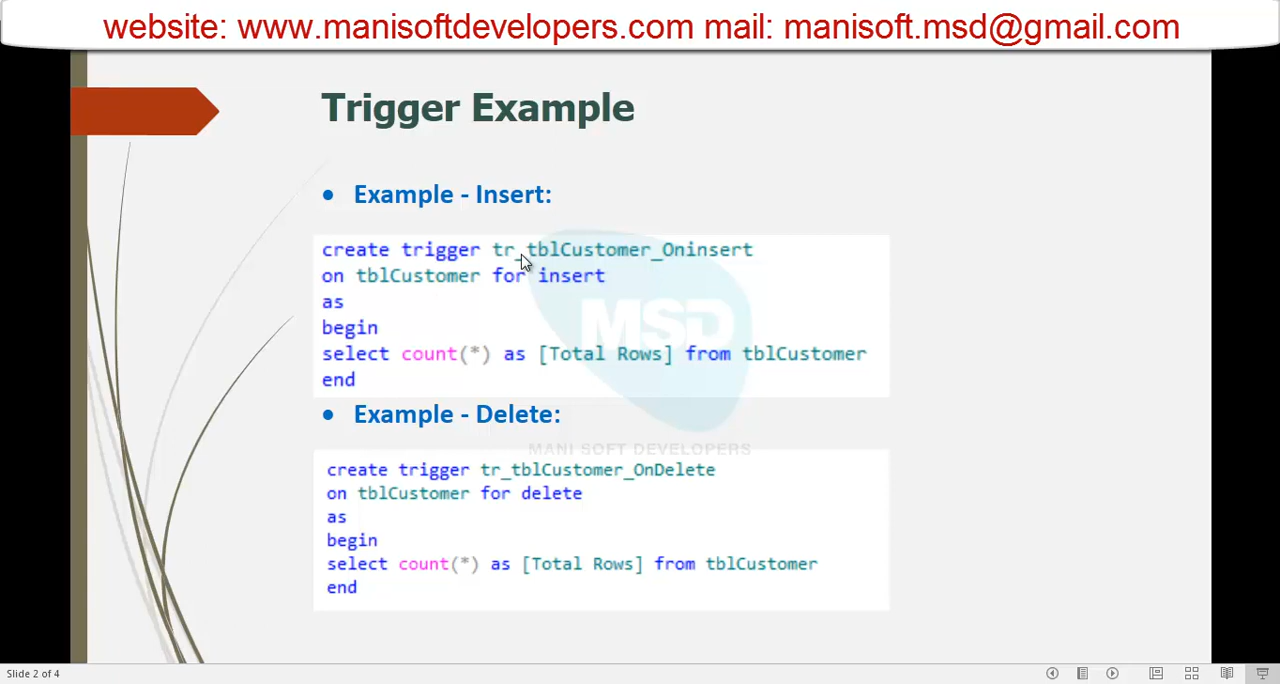 website: www.manisoftdevelopers.com mail: manisoft.msd@gmail.com
Trigger Example
• Example - Insert:
create trigger tr_tblCustomer_Oninsert
on tblCustomer for insert
as
begin
select count(*) as [Total Rows] from tblCustomer
end
MSD
• Example - Delete:
MANI SOFT DEVELOPERS
create trigger tr_tblCustomer_OnDelete
on tblCustomer for delete
as
begin
select count(*) as [Total Rows] from tblCustomer
end
Slide 2 of 4